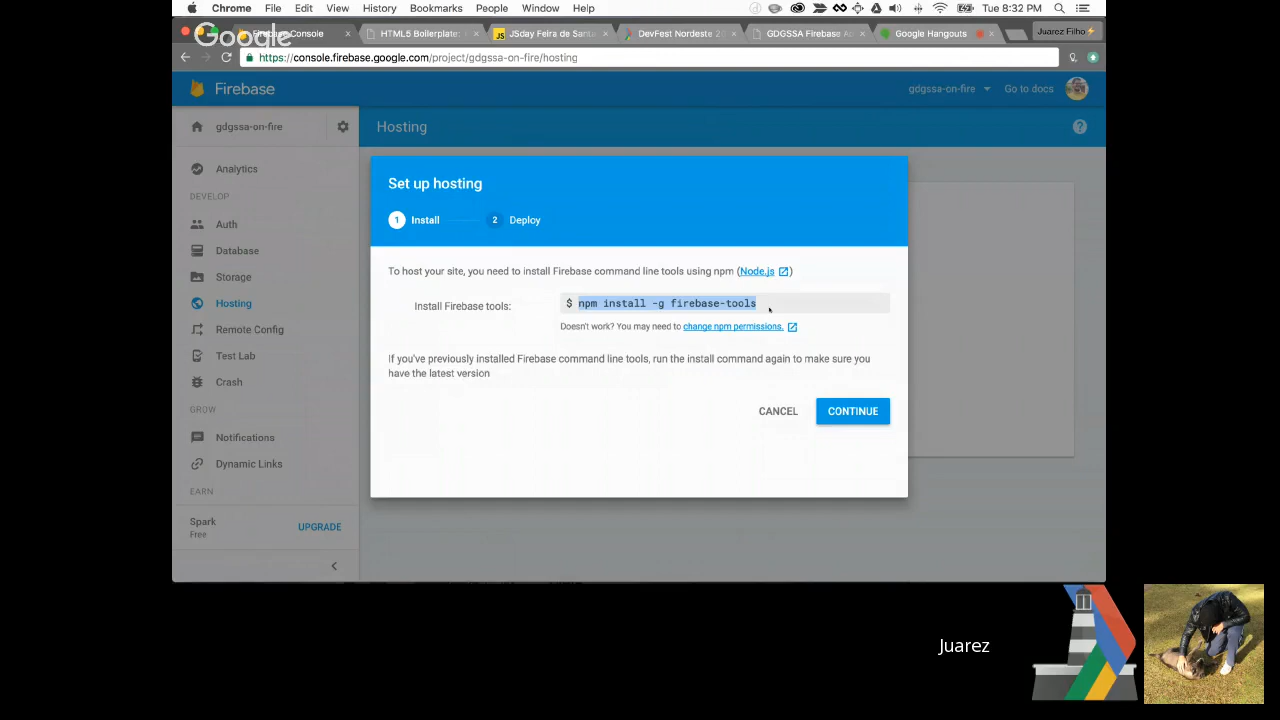 Chrome File Edit View History Bookmarks People Window Help Tue 8:32 PM
Google
Firebase Console HTML5 Boilerplate: JSday Feira de Santa DevFest Nordeste 20 GDGSSA Firebase Ap Google Hangouts Juarez Filho
https://console.firebase.google.com/project/gdgssa-on-fire/hosting
Firebase gdgssa-on-fire Go to docs
gdgssa-on-fire
Hosting
Analytics
DEVELOP
Auth
Database
Storage
Hosting
Remote Config
Test Lab
Crash
GROW
Notifications
Dynamic Links
EARN
Spark
Free
UPGRADE
Set up hosting
1 Install 2 Deploy
To host your site, you need to install Firebase command line tools using npm (Node.js)
Install Firebase tools: $ npm install -g firebase-tools
Doesn't work? You may need to change npm permissions.
If you've previously installed Firebase command line tools, run the install command again to make sure you
have the latest version
CANCEL CONTINUE
Juarez